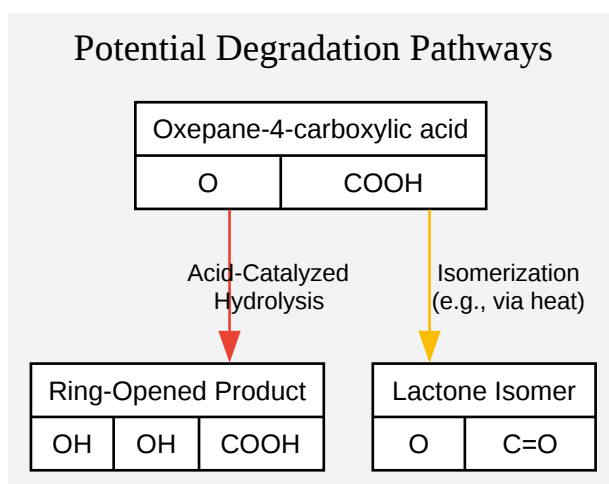 Potential Degradation Pathways
Oxepane-4-carboxylic acid
O COOH
Acid-Catalyzed
Hydrolysis
Isomerization
(e.g., via heat)
Ring-Opened Product
OH OH COOH
Lactone Isomer
O C=O